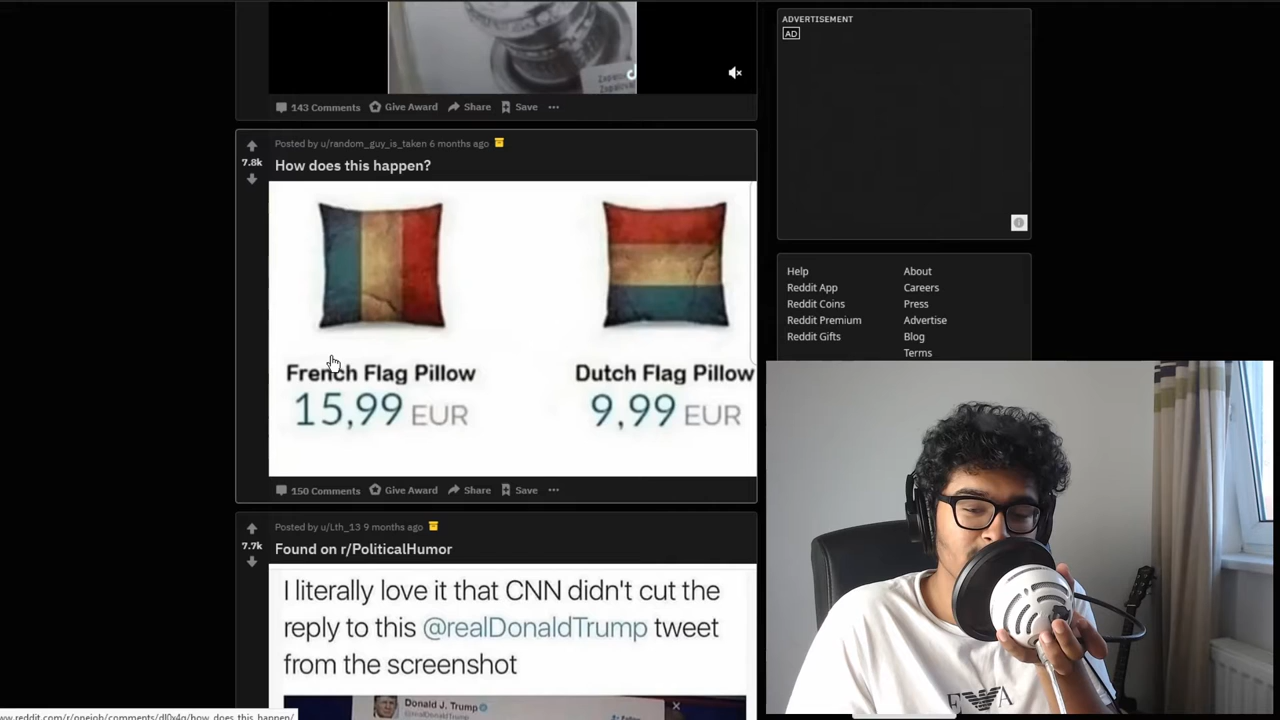 Zapieco
Zapalova
143 Comments Give Award Share Save ...
ADVERTISEMENT
AD
7.8k
Posted by u/random_guy_is_taken 6 months ago
How does this happen?
French Flag Pillow
15,99 EUR
Dutch Flag Pillow
9,99 EUR
150 Comments Give Award Share Save ...
Help About
Reddit App Careers
Reddit Coins Press
Reddit Premium Advertise
Reddit Gifts Blog
Terms
7.7k
Posted by u/Lth_13 9 months ago
Found on r/PoliticalHumor
I literally love it that CNN didn't cut the
reply to this @realDonaldTrump tweet
from the screenshot
Donald J. Trump
@realDonaldTrump